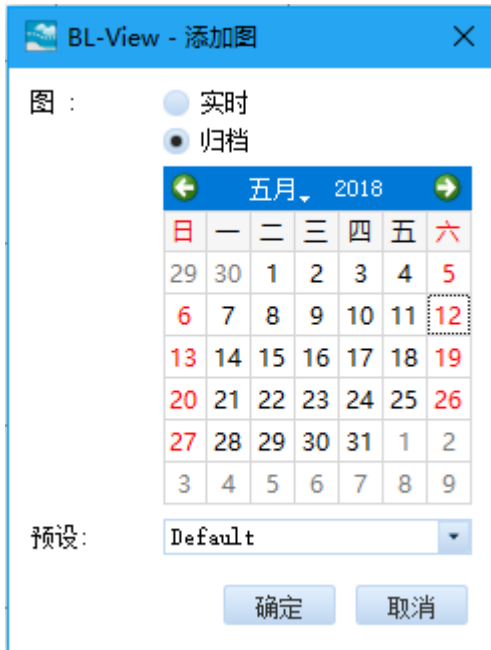 BL-View - 添加图
图 :
实时
归档
五月 2018
日 一 二 三 四 五 六
29 30 1 2 3 4 5
6 7 8 9 10 11 12
13 14 15 16 17 18 19
20 21 22 23 24 25 26
27 28 29 30 31 1 2
3 4 5 6 7 8 9
预设: Default
确定 取消